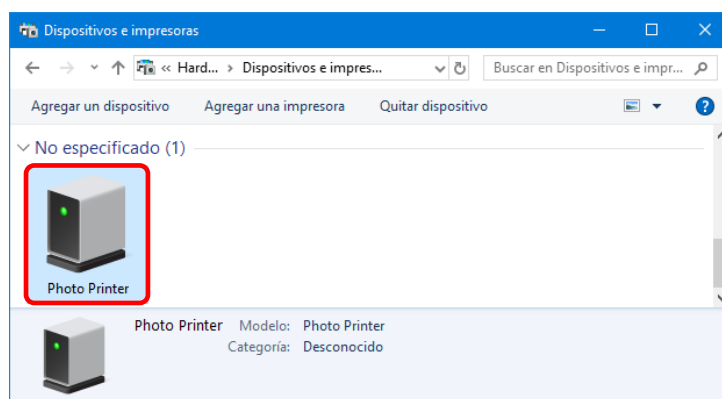 Dispositivos e impresoras
« Hard... > Dispositivos e impres...
Buscar en Dispositivos e impr...
Agregar un dispositivo Agregar una impresora Quitar dispositivo
No especificado (1)
Photo Printer
Photo Printer Modelo: Photo Printer
Categoría: Desconocido